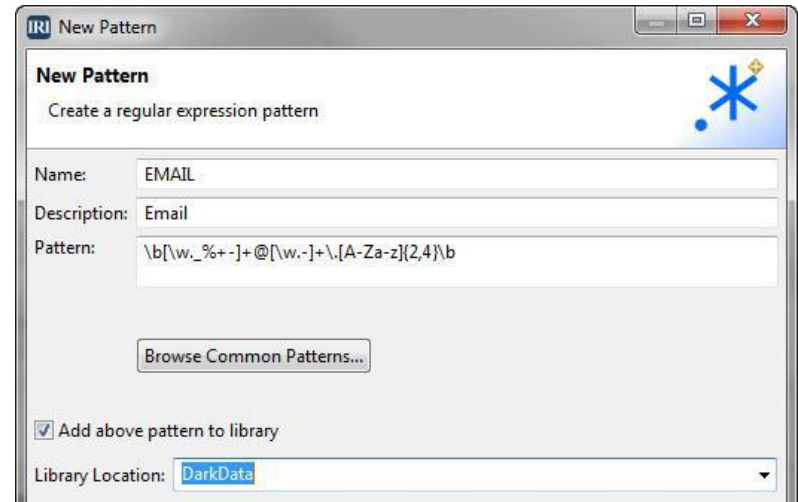 IRI New Pattern
New Pattern
Create a regular expression pattern
Name: EMAIL
Description: Email
Pattern: \b[\w._%+-]+@[\w.-]+\.[A-Za-z]{2,4}\b
Browse Common Patterns...
Add above pattern to library
Library Location: DarkData